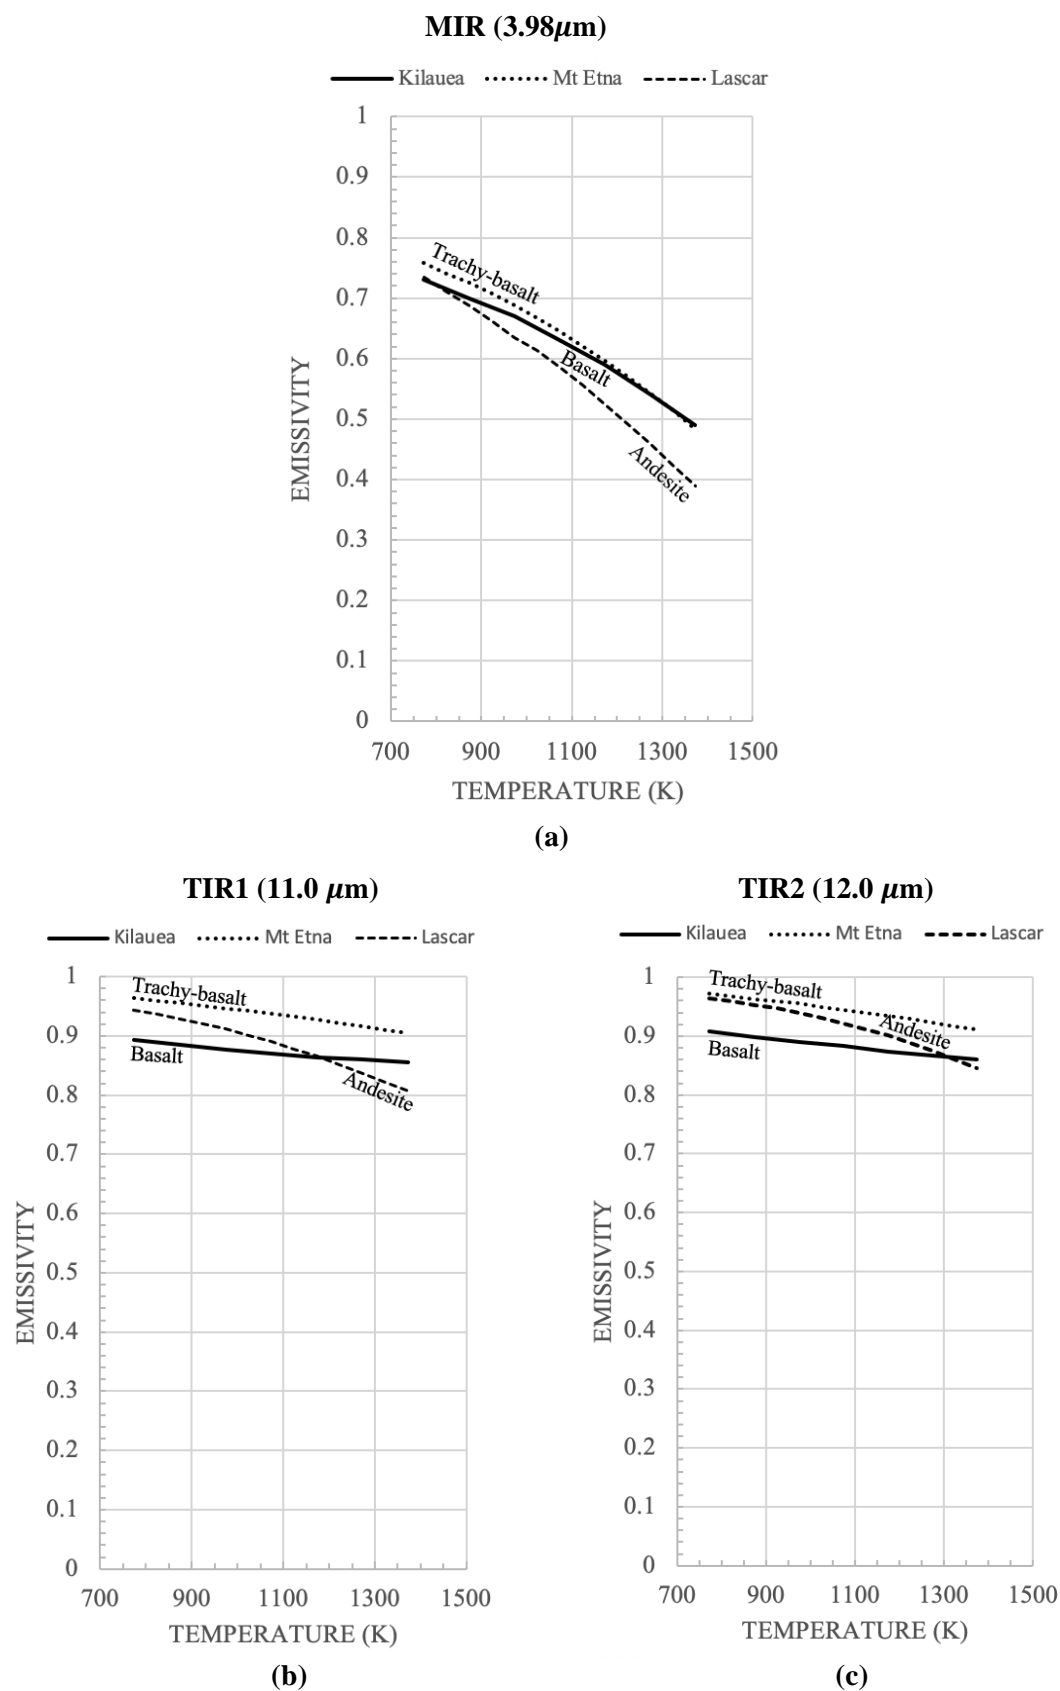 MIR (3.98μm)
Kilauea Mt Etna Lascar
1
0.9
0.8
0.7
0.6
0.5
0.4
0.3
0.2
0.1
0
EMISSIVITY
Trachy-basalt
Basalt
Andesite
700 900 1100 1300 1500
TEMPERATURE (K)
(a)
TIR1 (11.0 μm)
Kilauea Mt Etna Lascar
1
0.9
0.8
0.7
0.6
0.5
0.4
0.3
0.2
0.1
0
EMISSIVITY
Trachy-basalt
Basalt
Andesite
700 900 1100 1300 1500
TEMPERATURE (K)
(b)
TIR2 (12.0 μm)
Kilauea Mt Etna Lascar
1
0.9
0.8
0.7
0.6
0.5
0.4
0.3
0.2
0.1
0
EMISSIVITY
Trachy-basalt
Andesite
Basalt
700 900 1100 1300 1500
TEMPERATURE (K)
(c)